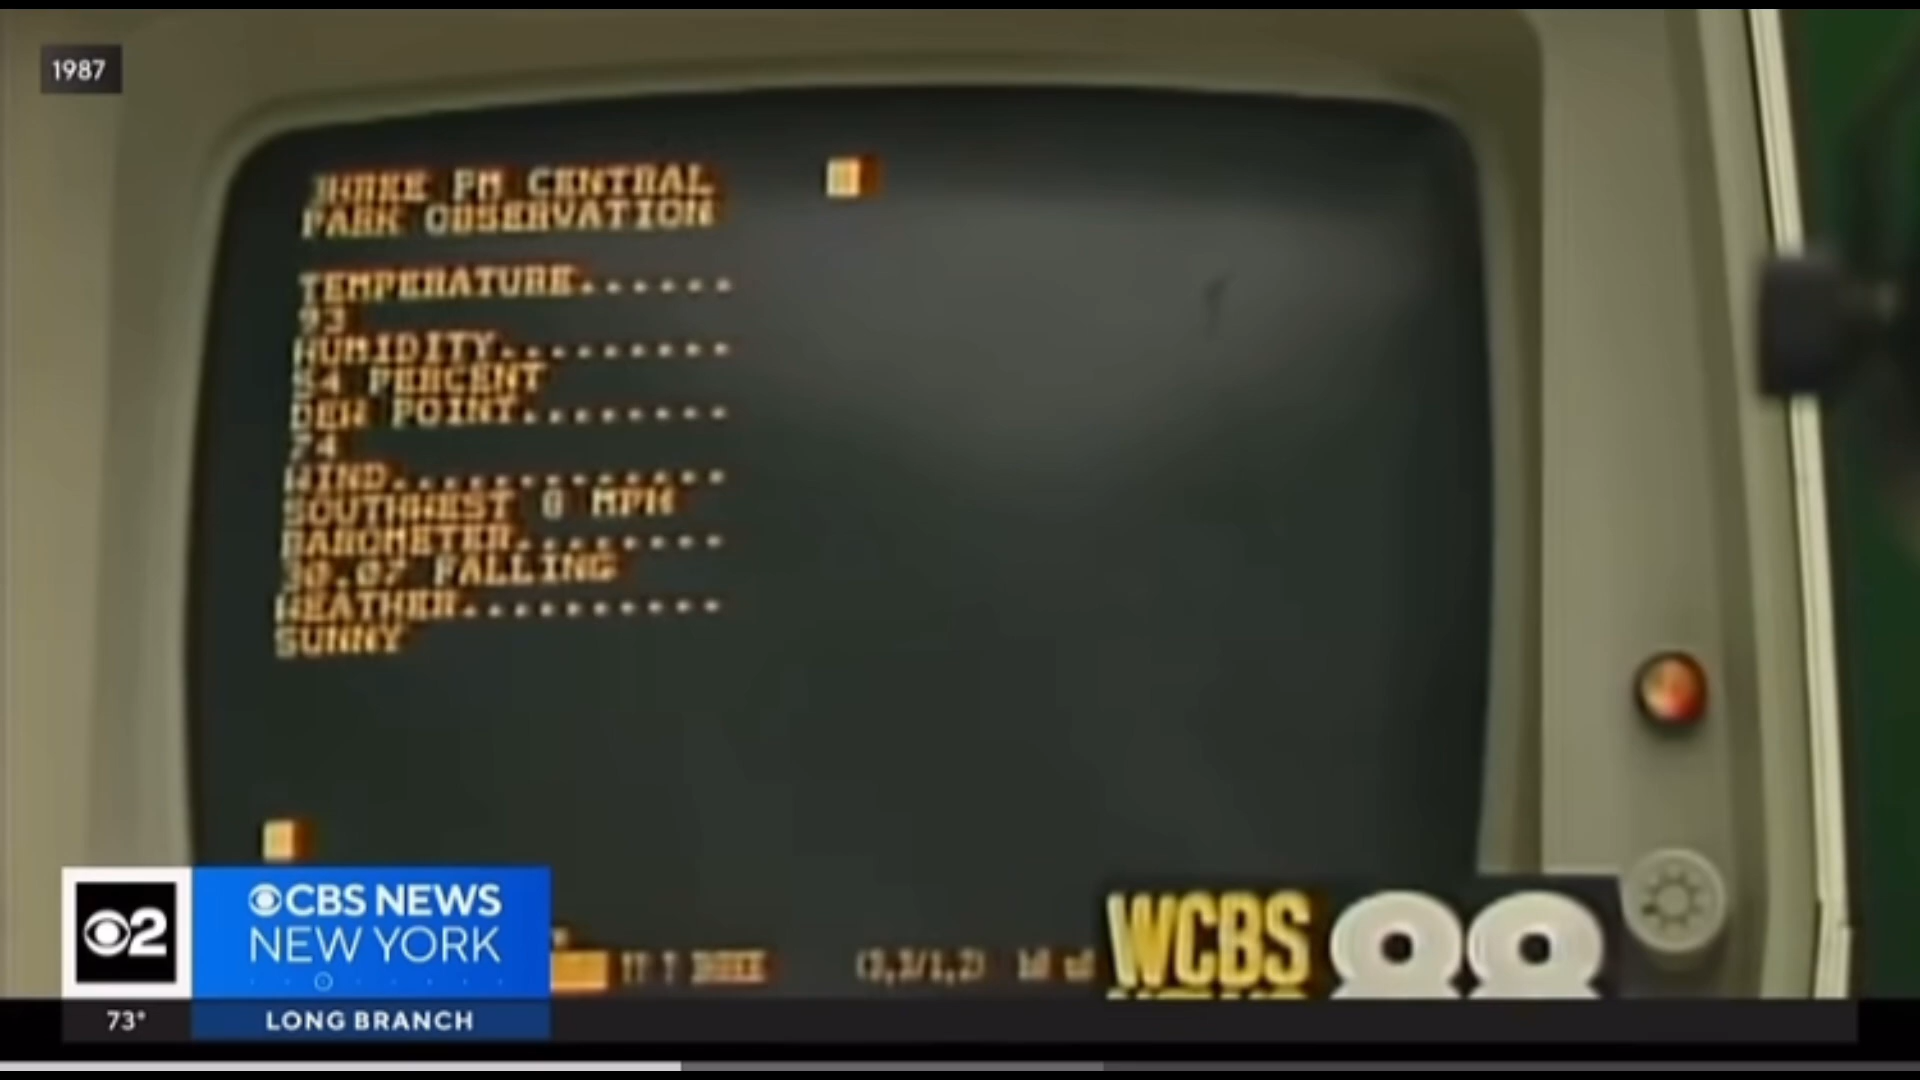 1987
PM CENTRAL
PARK OBSERVATION
TEMPERATURE......
93
HUMIDITY.........
54 PERCENT
DEW POINT........
74
WIND.............
SOUTHWEST 8 MPH
BAROMETER........
30.07 FALLING
WEATHER..........
SUNNY
WCBS 88
2 CBS NEWS
NEW YORK
73° LONG BRANCH